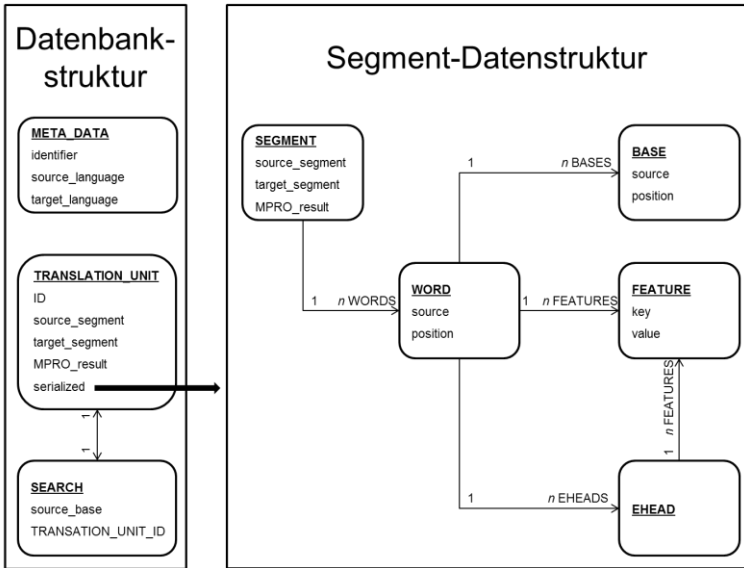 Datenbank-
struktur
META_DATA
identifier
source_language
target_language
TRANSLATION_UNIT
ID
source_segment
target_segment
MPRO_result
serialized
1
1
SEARCH
source_base
TRANSATION_UNIT_ID
Segment-Datenstruktur
SEGMENT
source_segment
target_segment
MPRO_result
1 n WORDS
WORD
source
position
1 n BASES
BASE
source
position
1 n FEATURES
FEATURE
key
value
1 n FEATURES
1 n EHEADS
EHEAD